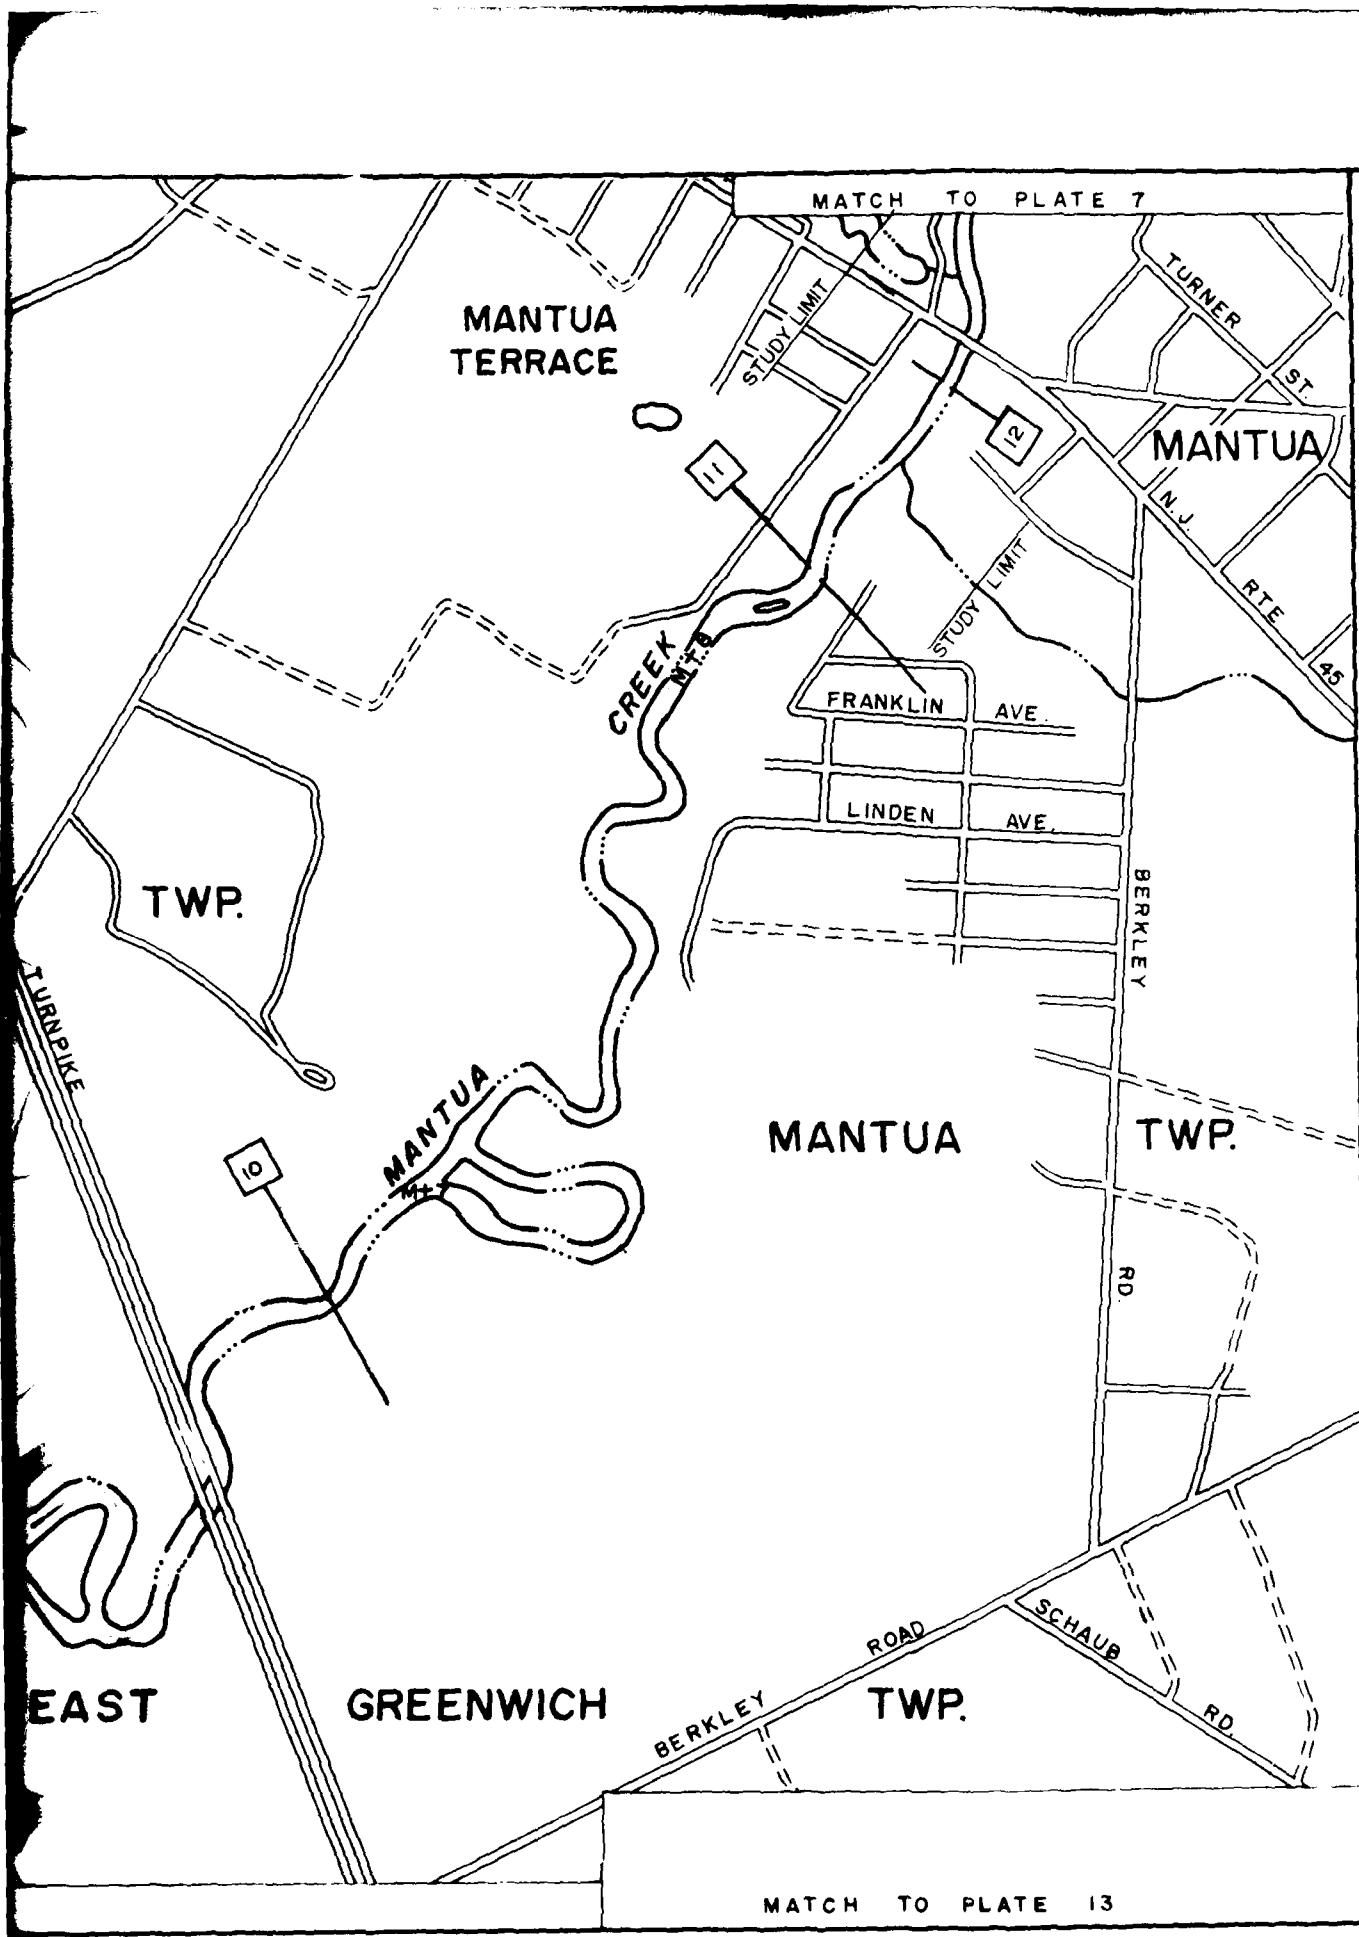 MATCH TO PLATE 7
TURNER
ST.
MANTUA
TERRACE
STUDY LIMIT
12
MANTUA
11
N.J.
RTE
45
STUDY LIMIT
CREEK
FRANKLIN AVE.
LINDEN AVE.
TWP.
BERKLEY
TURNPIKE
MANTUA
MANTUA TWP.
10
RD.
SCHAUB
RD.
BERKLEY ROAD
EAST GREENWICH TWP.
MATCH TO PLATE 13